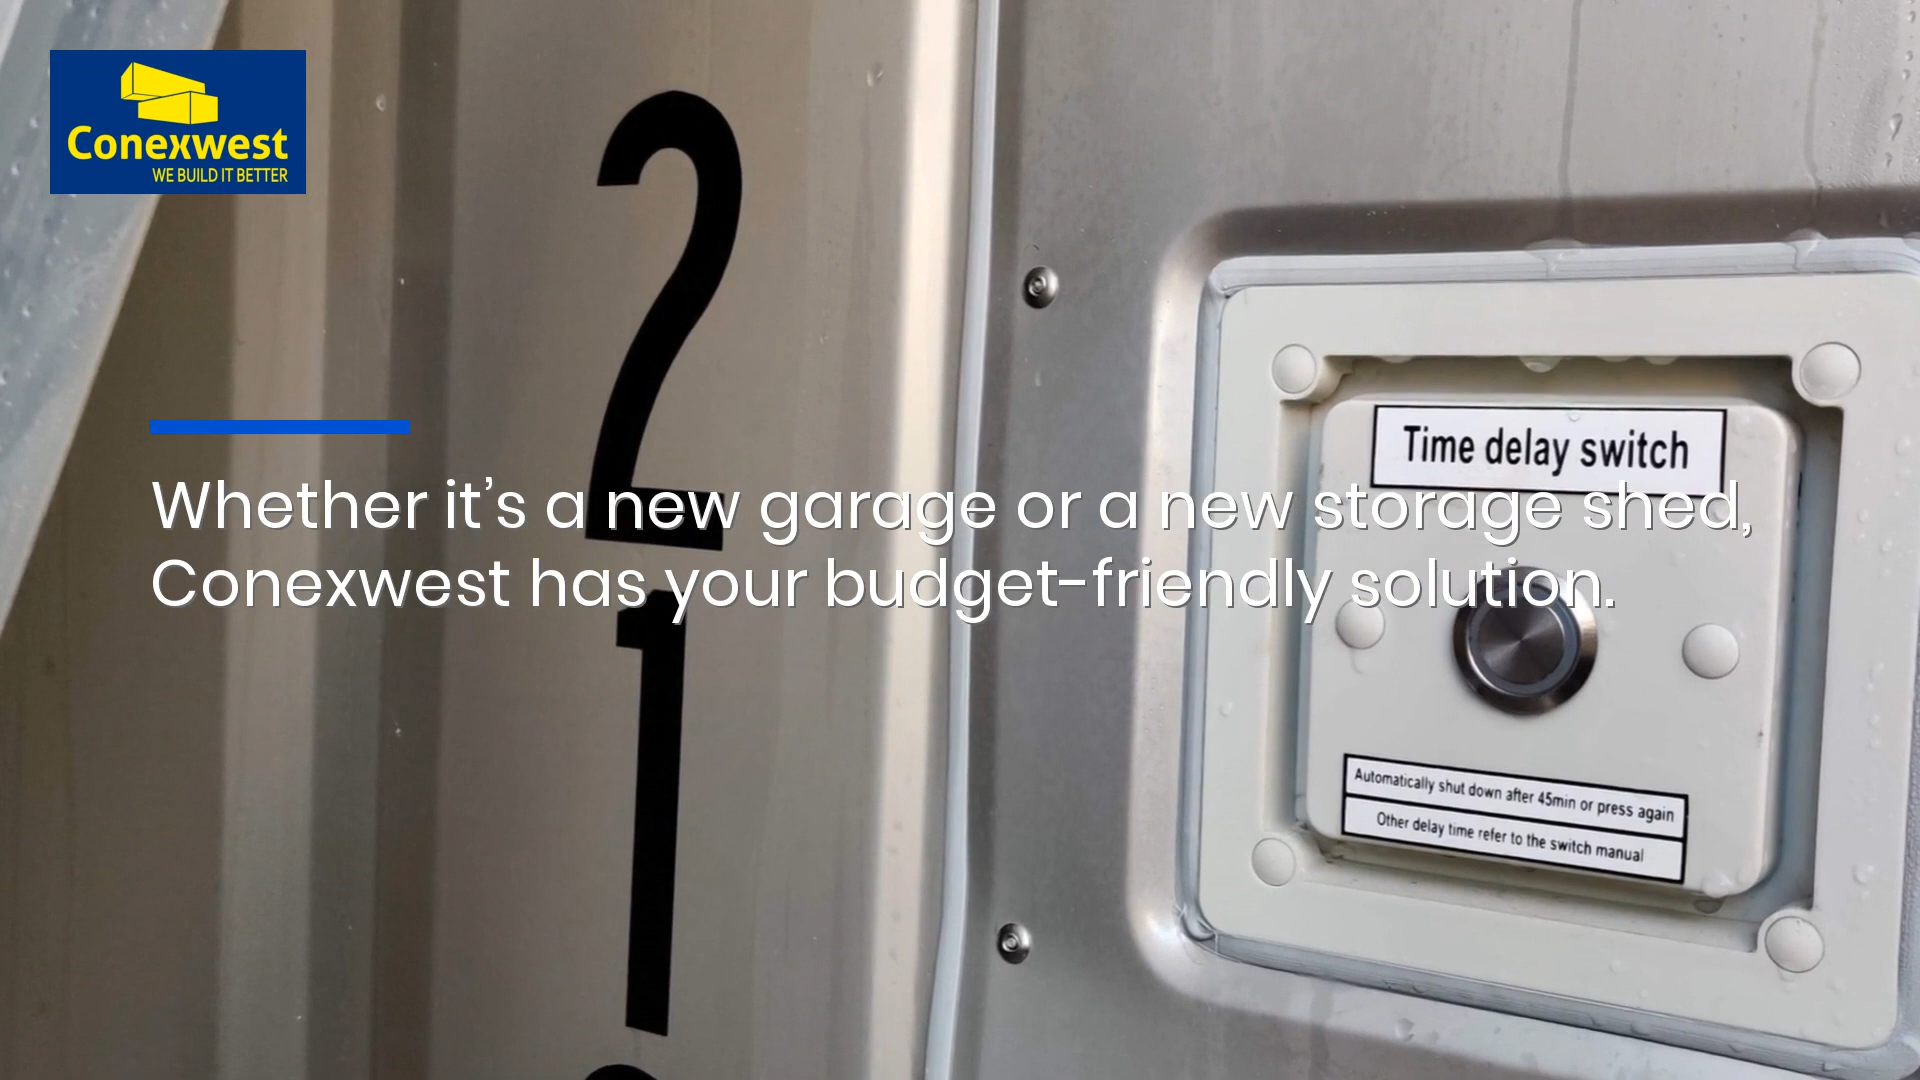 Conexwest
WE BUILD IT BETTER
2
1
Time delay switch
Whether it’s a new garage or a new storage shed,
Conexwest has your budget-friendly solution.
Automatically shut down after 45min or press again
Other delay time refer to the switch manual